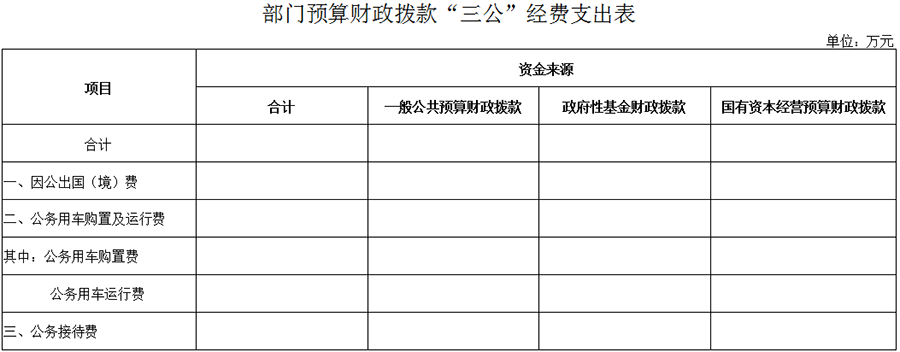 部门预算财政拨款“三公”经费支出表
单位：万元
项目
资金来源
合计
一般公共预算财政拨款
政府性基金财政拨款
国有资本经营预算财政拨款
合计
一、因公出国（境）费
二、公务用车购置及运行费
其中：公务用车购置费
公务用车运行费
三、公务接待费